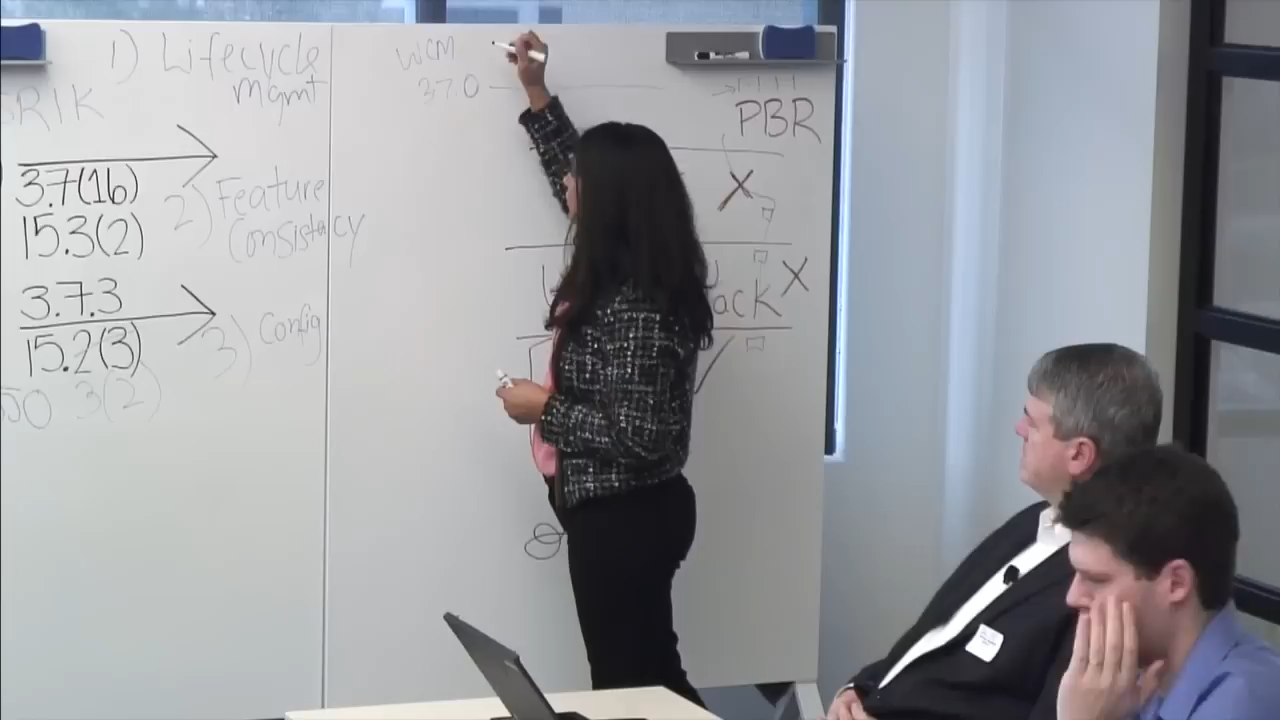 1) Lifecycle
Mgmt
3.7(16)
15.3(2)
2) Feature
Consistency
3.7.3
15.2(3)
3) Config
3(2)
WCM
3.7.0
PBR
X
ack X